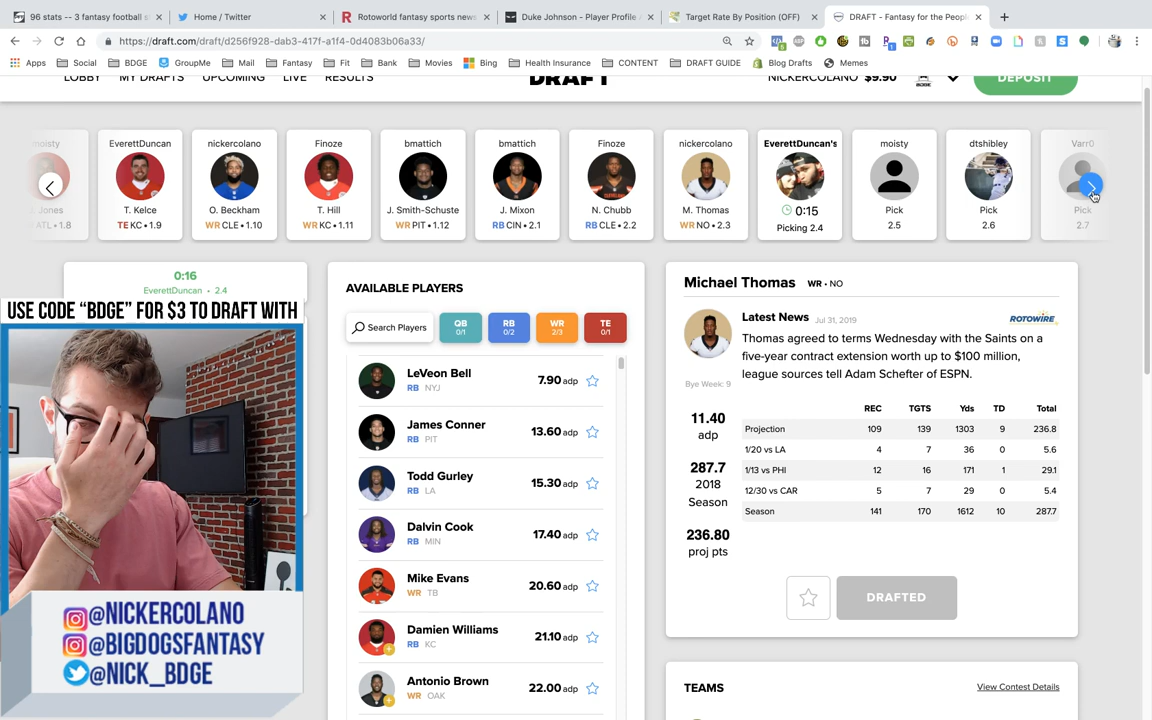 96 stats -- 3 fantasy football s
Home / Twitter
Rotoworld fantasy sports news
Duke Johnson - Player Profile
Target Rate By Position (OFF)
DRAFT - Fantasy for the People
https://draft.com/draft/d256f928-dab3-417f-a1f4-0d4083b06a33/
Apps
Social
BDGE
GroupMe
Mail
Fantasy
Fit
Bank
Movies
Bing
Health Insurance
CONTENT
DRAFT GUIDE
Blog Drafts
Memes
LOBBY
MY DRAFTS
UPCOMING
LIVE
RESULTS
DRAFT
NICKERCOLANO
$9.90
DEPOSIT
moisty
Jones
ATL • 1.8
EverettDuncan
T. Kelce
TE KC • 1.9
nickercolano
O. Beckham
WR CLE • 1.10
Finoze
T. Hill
WR KC • 1.11
bmattich
J. Smith-Schuste
WR PIT • 1.12
bmattich
J. Mixon
RB CIN • 2.1
Finoze
N. Chubb
RB CLE • 2.2
nickercolano
M. Thomas
WR NO • 2.3
EverettDuncan's
0:15
Picking 2.4
moisty
Pick
2.5
dtshibley
Pick
2.6
Varr0
Pick
2.7
0:16
EverettDuncan • 2.4
USE CODE "BDGE" FOR $3 TO DRAFT WITH
@NICKERCOLANO
@BIGDOGSFANTASY
@NICK_BDGE
AVAILABLE PLAYERS
Search Players
QB
0/1
RB
0/2
WR
2/3
TE
0/1
LeVeon Bell
RB NYJ
7.90 adp
James Conner
RB PIT
13.60 adp
Todd Gurley
RB LA
15.30 adp
Dalvin Cook
RB MIN
17.40 adp
Mike Evans
WR TB
20.60 adp
Damien Williams
RB KC
21.10 adp
Antonio Brown
WR OAK
22.00 adp
Michael Thomas WR • NO
Latest News Jul 31, 2019
ROTOWIRE
Thomas agreed to terms Wednesday with the Saints on a
five-year contract extension worth up to $100 million,
league sources tell Adam Schefter of ESPN.
Bye Week: 9
11.40
adp
287.7
2018
Season
236.80
proj pts
REC TGTS Yds TD Total
Projection 109 139 1303 9 236.8
1/20 vs LA 4 7 36 0 5.6
1/13 vs PHI 12 16 171 1 29.1
12/30 vs CAR 5 7 29 0 5.4
Season 141 170 1612 10 287.7
DRAFTED
TEAMS
View Contest Details